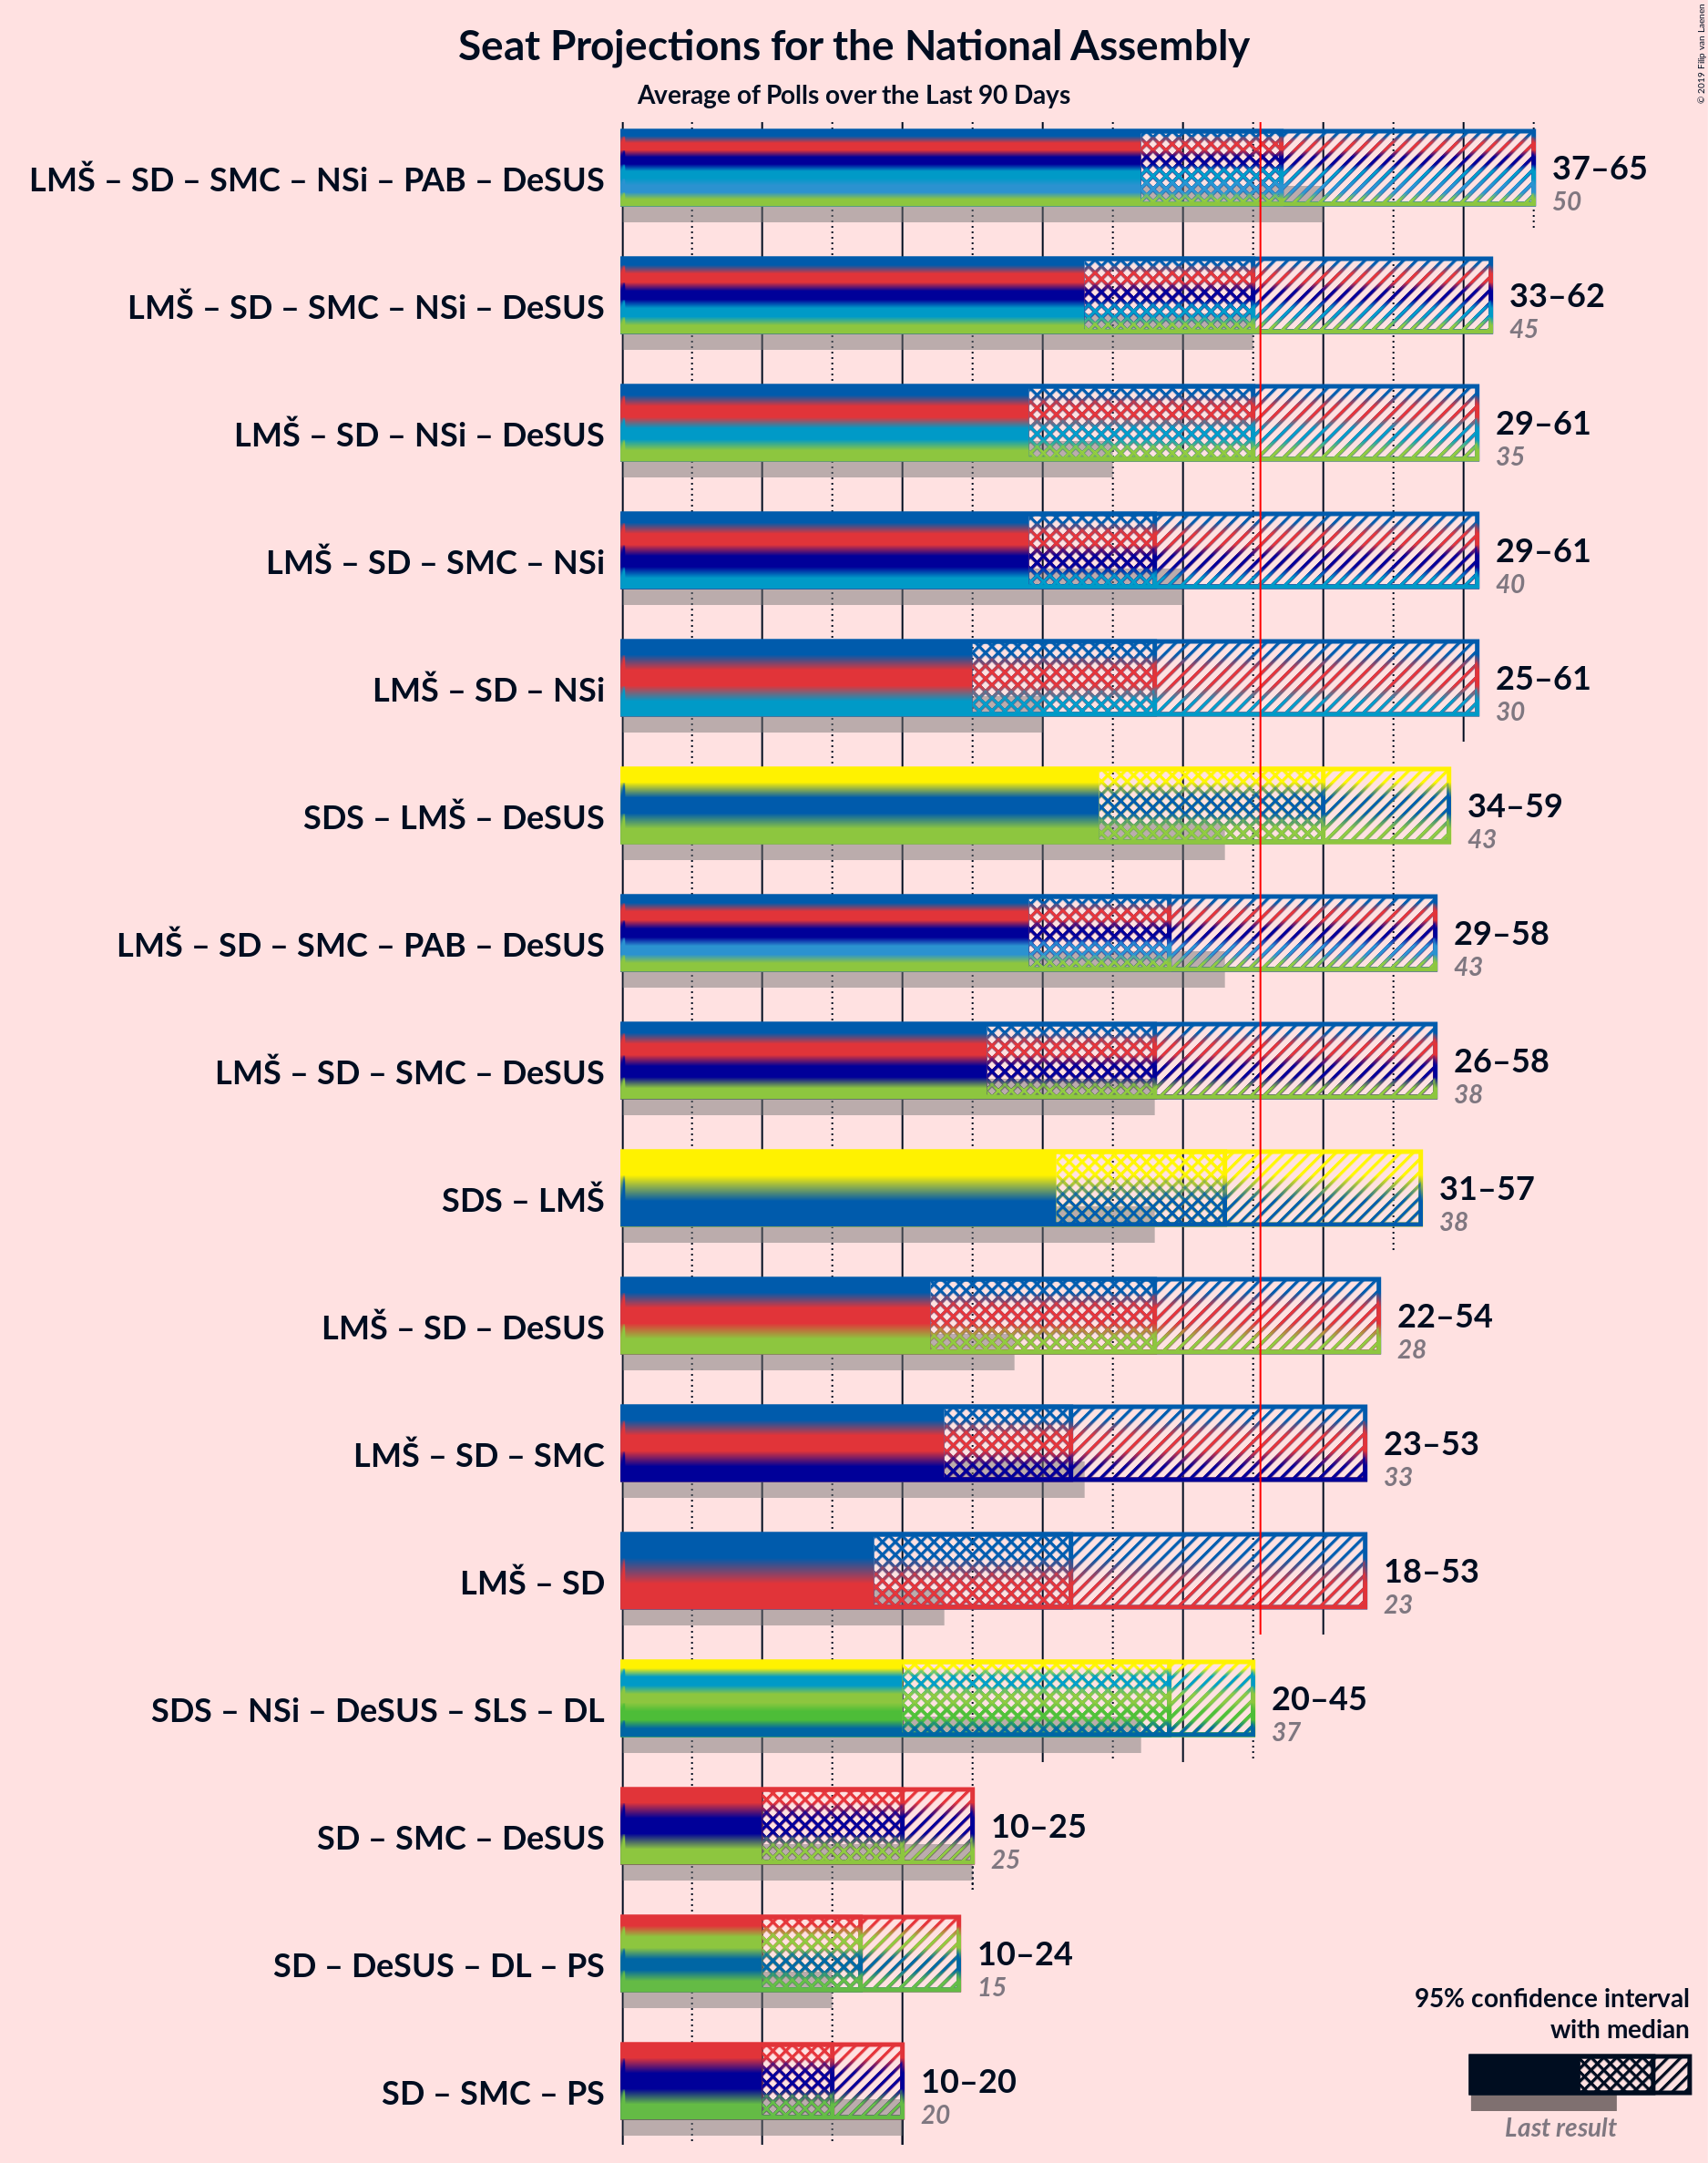 Seat Projections for the National Assembly
Average of Polls over the Last 90 Days
© 2019 Filip van Laenen
LMŠ – SD – SMC – NSi – PAB – DeSUS
37–65
50
LMŠ – SD – SMC – NSi – DeSUS
33–62
45
LMŠ – SD – NSi – DeSUS
29–61
35
LMŠ – SD – SMC – NSi
29–61
40
LMŠ – SD – NSi
25–61
30
SDS – LMŠ – DeSUS
34–59
43
LMŠ – SD – SMC – PAB – DeSUS
29–58
43
LMŠ – SD – SMC – DeSUS
26–58
38
SDS – LMŠ
31–57
38
LMŠ – SD – DeSUS
22–54
28
LMŠ – SD – SMC
23–53
33
LMŠ – SD
18–53
23
SDS – NSi – DeSUS – SLS – DL
20–45
37
SD – SMC – DeSUS
10–25
25
SD – DeSUS – DL – PS
10–24
15
SD – SMC – PS
10–20
20
95% confidence interval
with median
Last result